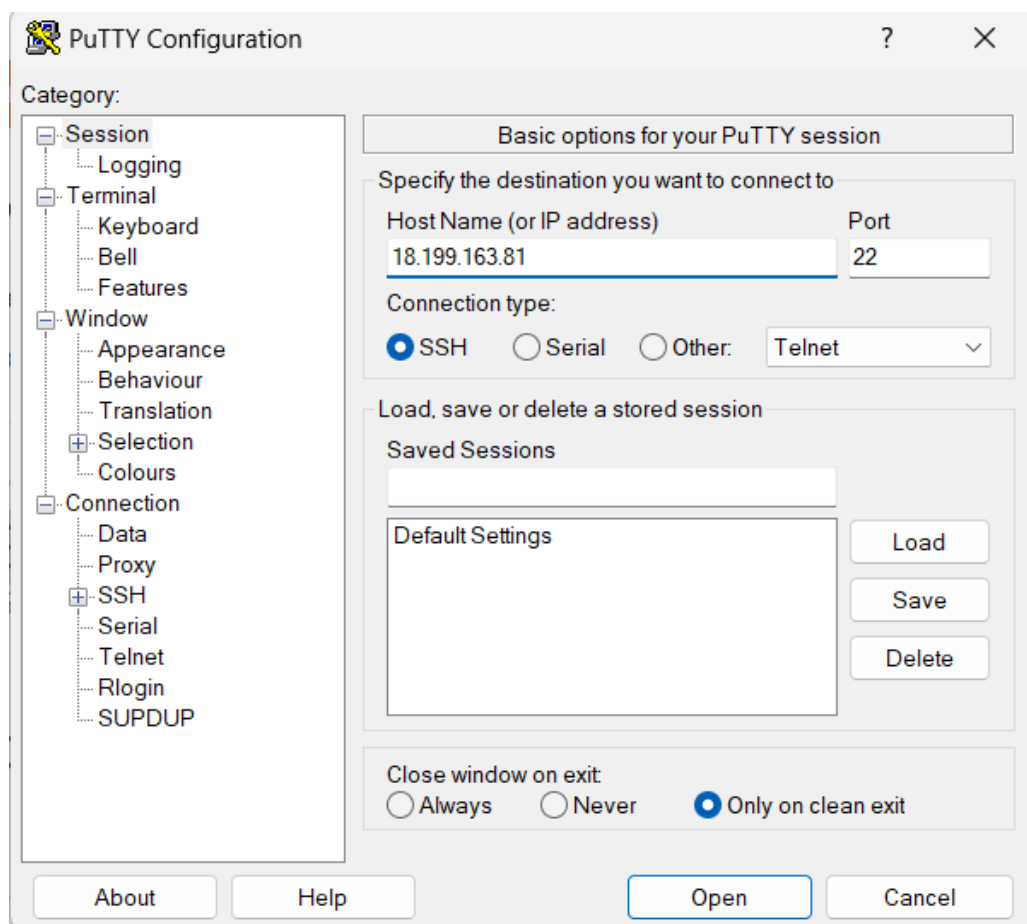 PuTTY Configuration
?
Category:
Session
Logging
Terminal
Keyboard
Bell
Features
Window
Appearance
Behaviour
Translation
Selection
Colours
Connection
Data
Proxy
SSH
Serial
Telnet
Rlogin
SUPDUP
Basic options for your PuTTY session
Specify the destination you want to connect to
Host Name (or IP address) Port
18.199.163.81 22
Connection type:
SSH Serial Other: Telnet
Load, save or delete a stored session
Saved Sessions
Default Settings
Load
Save
Delete
Close window on exit:
Always Never Only on clean exit
About Help Open Cancel